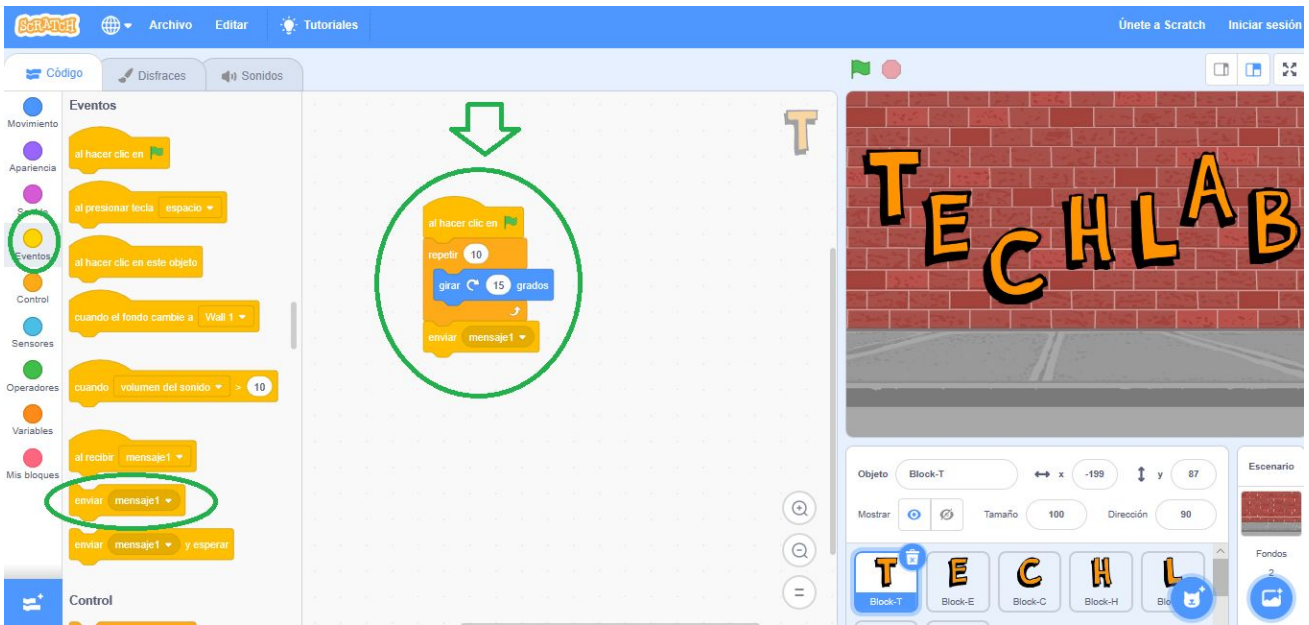 SCRATCH Archivo Editar Tutoriales Únete a Scratch Iniciar sesión
Código Disfraces Sonidos
Movimiento
Apariencia
Eventos
Control
Sensores
Operadores
Variables
Mis bloques
Eventos
al hacer clic en
al presionar tecla espacio
al hacer clic en este objeto
cuando el fondo cambie a Wall 1
cuando volumen del sonido > 10
al recibir mensaje1
enviar mensaje1
enviar mensaje1 y esperar
Control
al hacer clic en
repetir 10
girar 15 grados
enviar mensaje1
T
TECHLAB
Objeto Block-T x -199 y 87
Mostrar Tamaño 100 Dirección 90
T E C H L
Block-T Block-E Block-C Block-H
Escenario
Fondos
2